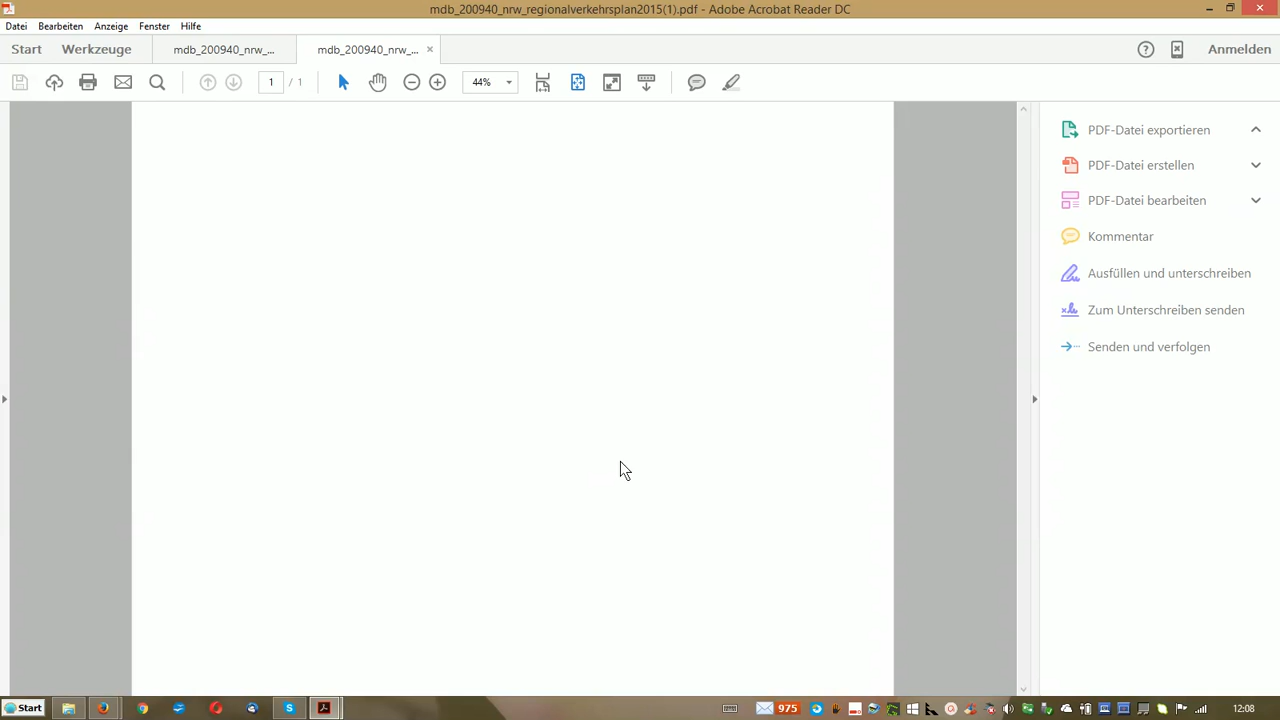 mdb_200940_nrw_regionalverkehrsplan2015(1).pdf - Adobe Acrobat Reader DC
Datei Bearbeiten Anzeige Fenster Hilfe
Start Werkzeuge mdb_200940_nrw_... mdb_200940_nrw_... Anmelden
1 / 1 44%
PDF-Datei exportieren
PDF-Datei erstellen
PDF-Datei bearbeiten
Kommentar
Ausfüllen und unterschreiben
Zum Unterschreiben senden
Senden und verfolgen
Start 975 12:08